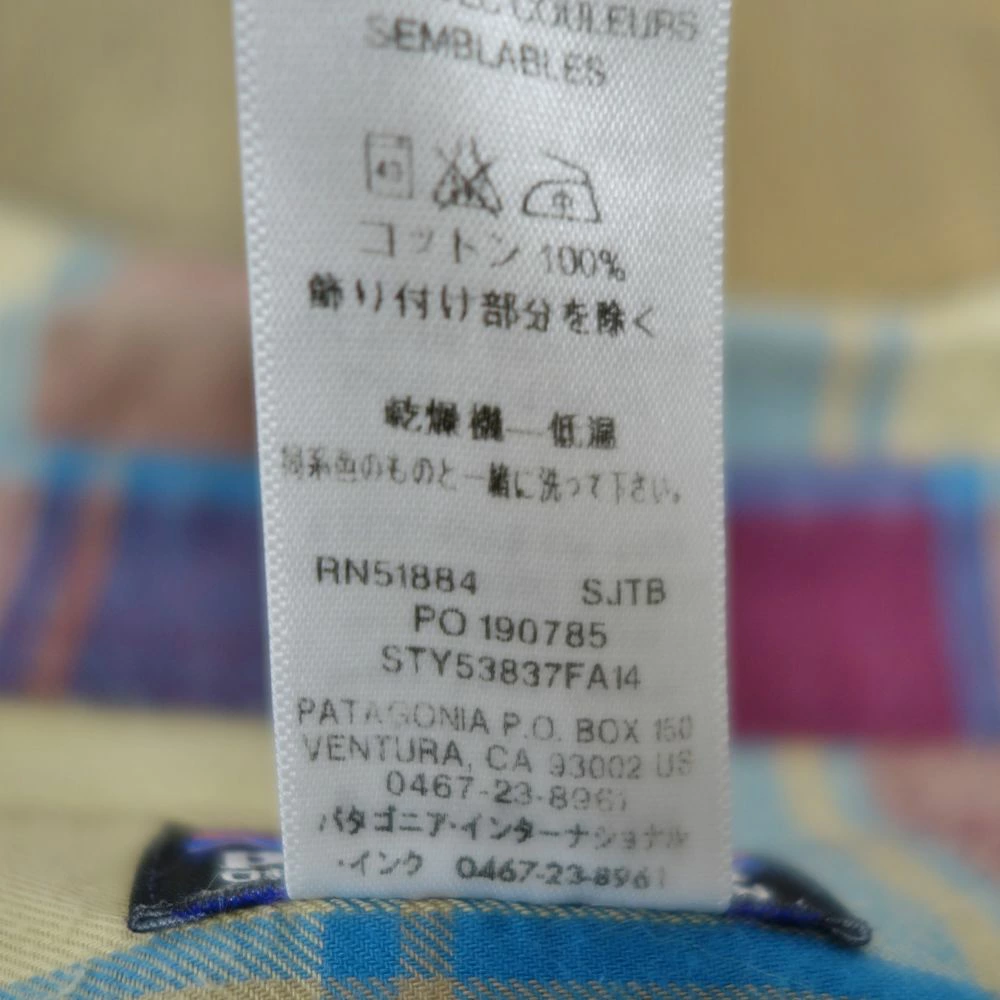 COULEURS
SEMBLABLES
40
中
コットン 100%
飾り付け部分を除く
乾燥機—低温
同系色のものと一緒に洗って下さい。
RN51884 SJTB
PO 190785
STY53837FA14
PATAGONIA P.O. BOX 150
VENTURA, CA 93002 US
0467-23-8961
パタゴニア・インターナショナル
・インク 0467-23-8961